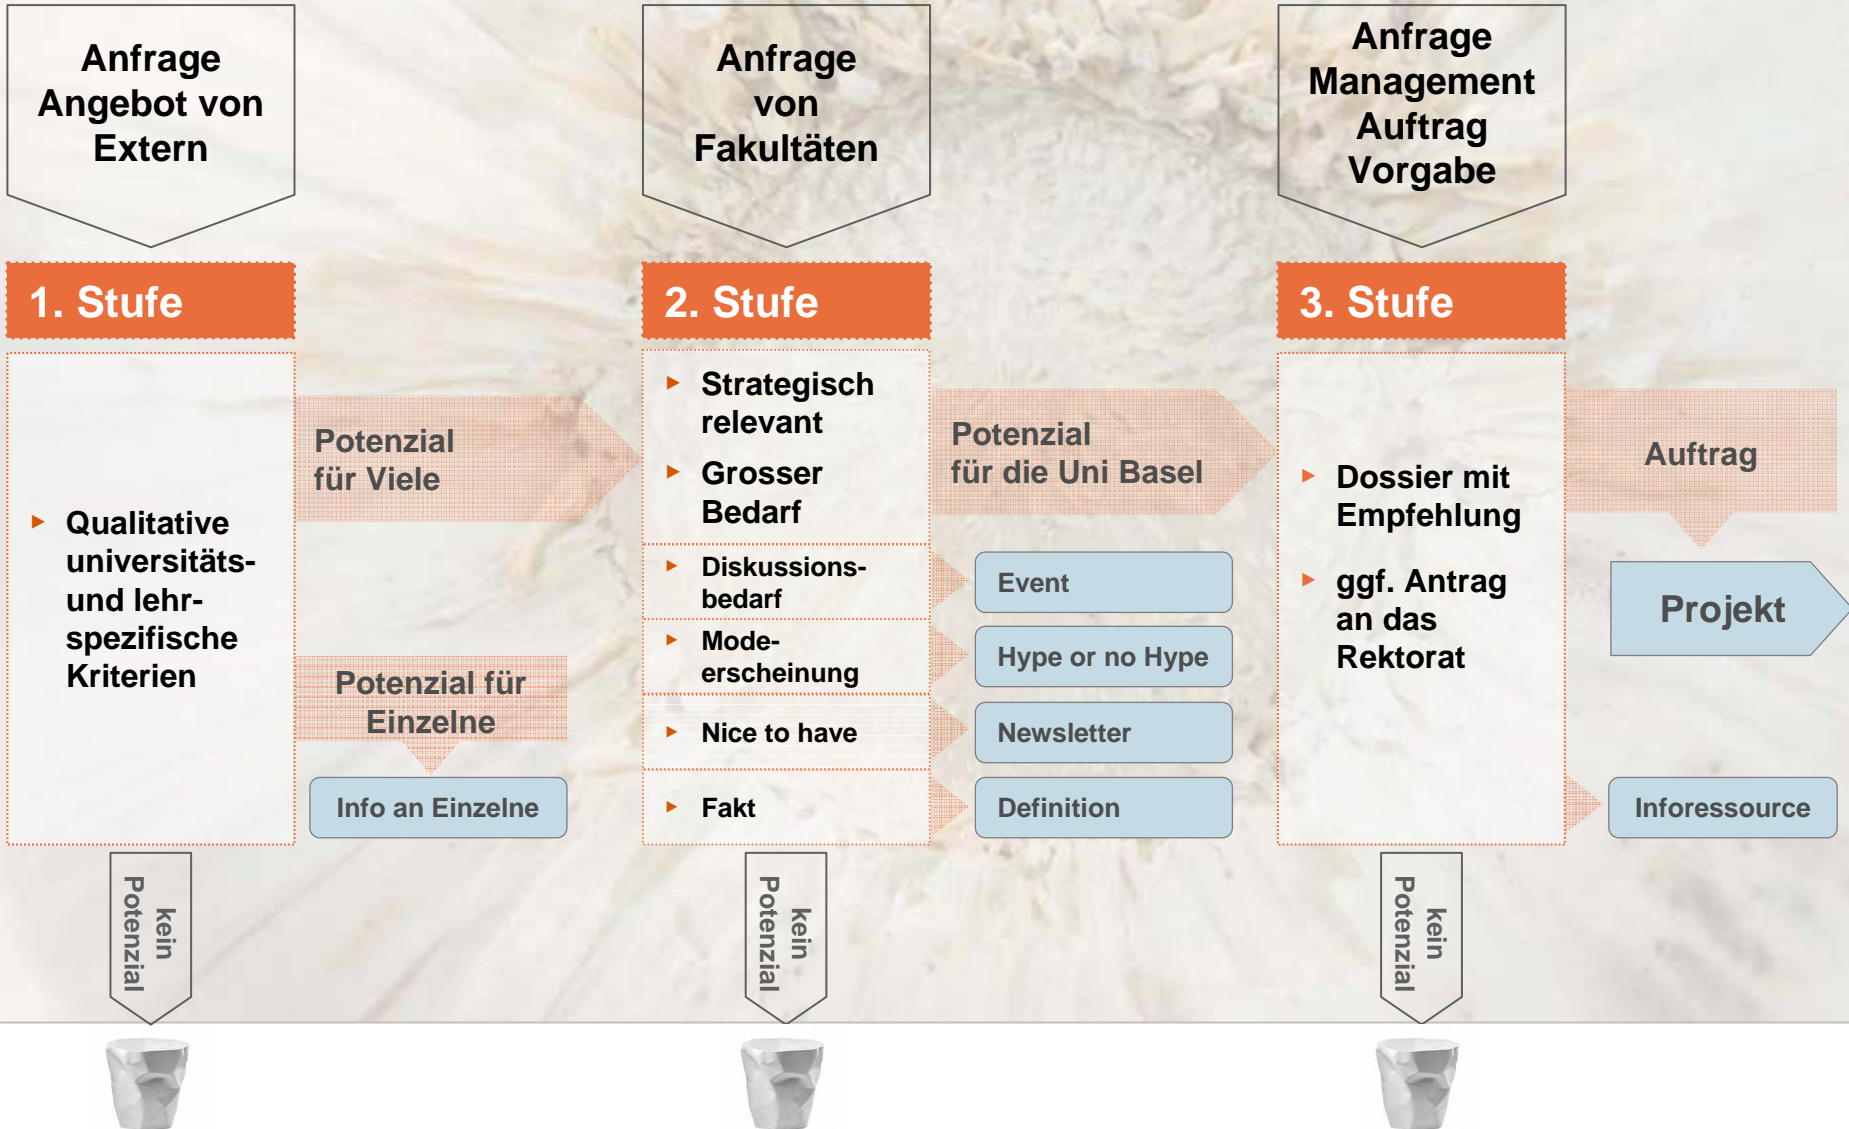 Anfrage
Angebot von
Extern
Anfrage
von
Fakultäten
Anfrage
Management
Auftrag
Vorgabe
1. Stufe
2. Stufe
3. Stufe
Qualitative
universitäts-
und lehr-
spezifische
Kriterien
Potenzial
für Viele
Potenzial für
Einzelne
Info an Einzelne
Strategisch
relevant
Grosser
Bedarf
Diskussions-
bedarf
Mode-
erscheinung
Nice to have
Fakt
Potenzial
für die Uni Basel
Event
Hype or no Hype
Newsletter
Definition
Dossier mit
Empfehlung
ggf. Antrag
an das
Rektorat
Auftrag
Projekt
Inforessource
kein
Potenzial
kein
Potenzial
kein
Potenzial